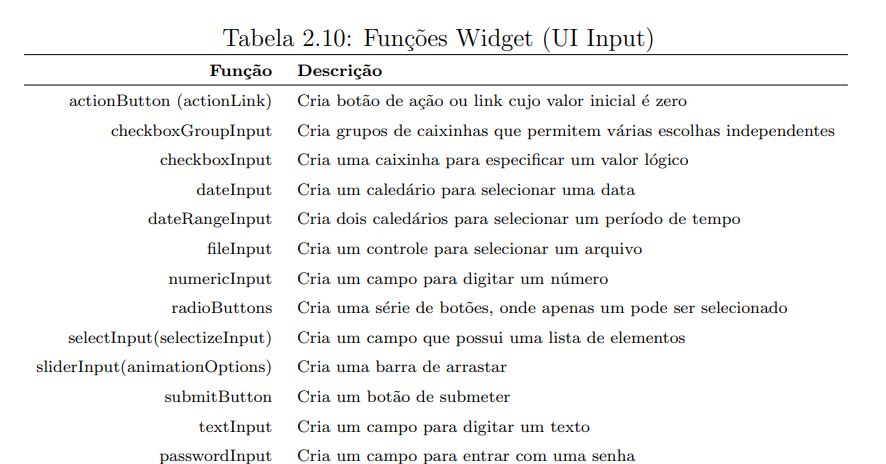 Tabela 2.10: Funções Widget (UI Input)
Função Descrição
actionButton (actionLink) Cria botão de ação ou link cujo valor inicial é zero
checkboxGroupInput Cria grupos de caixinhas que permitem várias escolhas independentes
checkboxInput Cria uma caixinha para especificar um valor lógico
dateInput Cria um caledário para selecionar uma data
dateRangeInput Cria dois caledários para selecionar um período de tempo
fileInput Cria um controle para selecionar um arquivo
numericInput Cria um campo para digitar um número
radioButtons Cria uma série de botões, onde apenas um pode ser selecionado
selectInput(selectizeInput) Cria um campo que possui uma lista de elementos
sliderInput(animationOptions) Cria uma barra de arrastar
submitButton Cria um botão de submeter
textInput Cria um campo para digitar um texto
passwordInput Cria um campo para entrar com uma senha